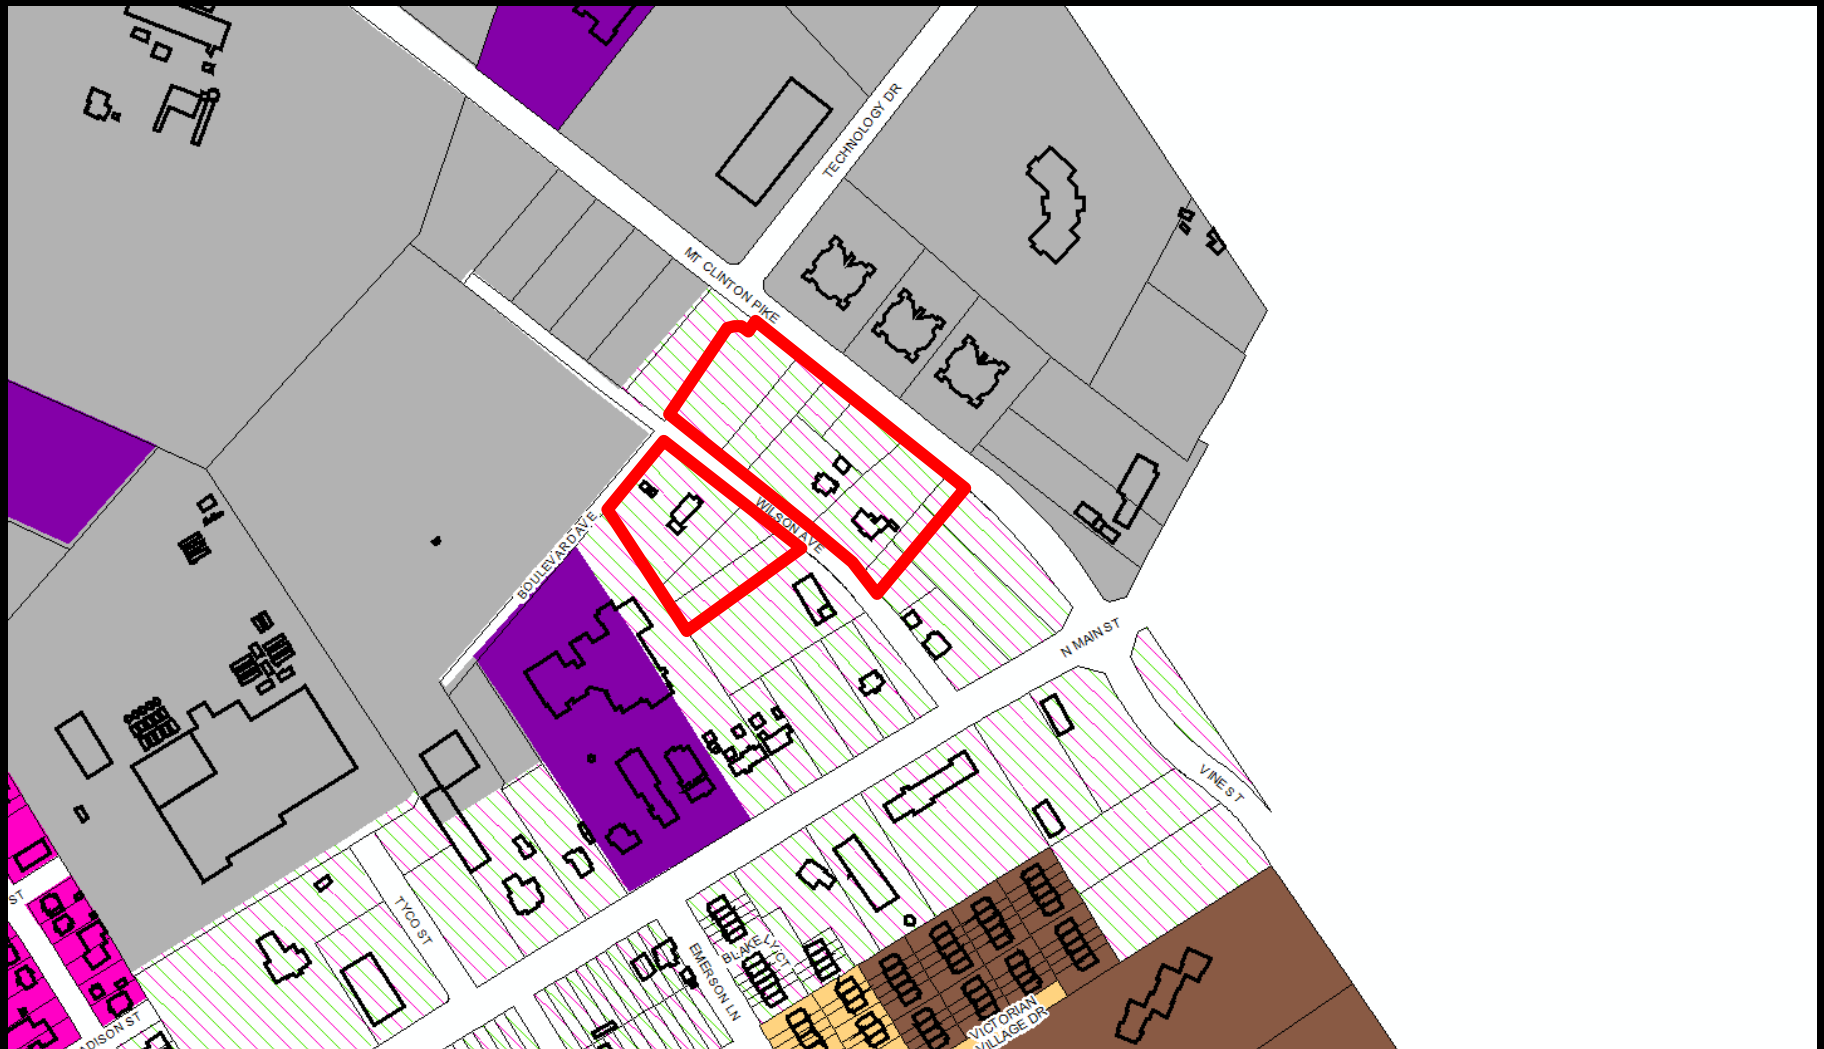 TECHNOLOGY DR
MT CLINTON PIKE
WILSON AVE
BOULEVARD AVE
N MAIN ST
VINE ST
ST
TYCO ST
EMERSON LN
BLAKELY CT
VICTORIAN
VILLAGE DR
ADISON ST